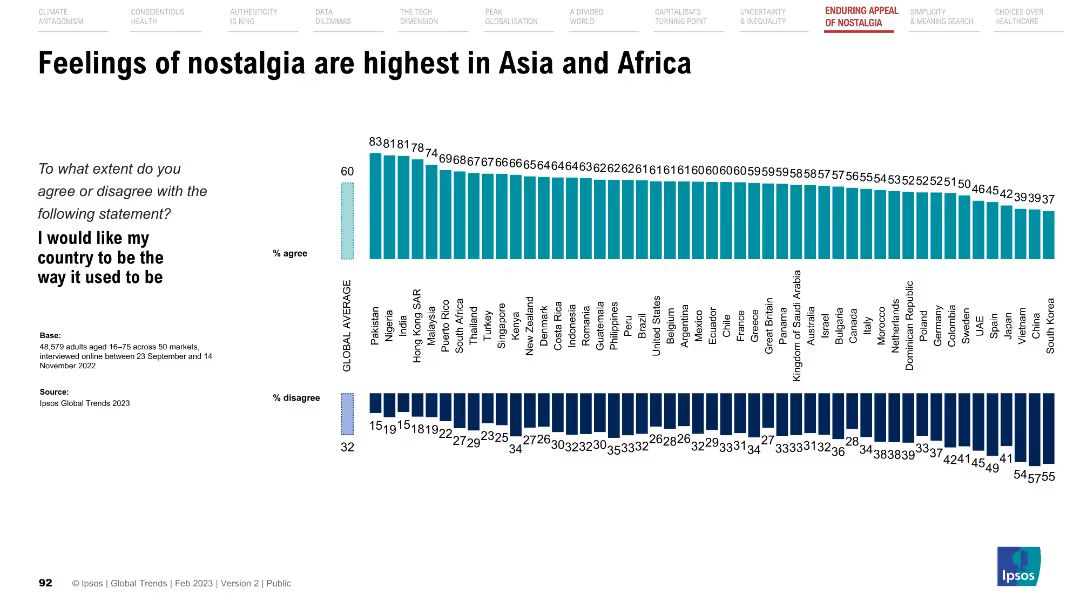 CLIMATE
ANTAGONISM
CONSCIENTIOUS
HEALTH
AUTHENTICITY
IS KING
DATA
DILEMMAS
THE TECH
DIMENSION
PEAK
GLOBALISATION
A DIVIDED
WORLD
CAPITALISM'S
TURNING POINT
UNCERTAINTY
& INEQUALITY
ENDURING APPEAL
OF NOSTALGIA
SIMPLICITY
& MEANING SEARCH
CHOICES OVER
HEALTHCARE
Feelings of nostalgia are highest in Asia and Africa
To what extent do you
agree or disagree with the
following statement?
I would like my
country to be the
way it used to be
Base:
48,579 adults aged 16–75 across 50 markets,
interviewed online between 23 September and 14
November 2022
Source:
Ipsos Global Trends 2023
% agree
60 83 81 81 78 74 69 68 67 67 66 66 65 64 64 64 63 62 62 62 61 61 61 61 60 60 60 60 59 59 59 58 58 57 57 56 55 54 53 52 52 52 51 50 46 45 42 39 39 37
GLOBAL AVERAGE
Pakistan
Nigeria
India
Hong Kong SAR
Malaysia
Puerto Rico
South Africa
Thailand
Turkey
Singapore
Kenya
New Zealand
Denmark
Costa Rica
Indonesia
Romania
Guatemala
Philippines
Peru
Brazil
United States
Belgium
Argentina
Mexico
Ecuador
Chile
France
Greece
Great Britain
Panama
Kingdom of Saudi Arabia
Australia
Israel
Bulgaria
Canada
Italy
Morocco
Netherlands
Dominican Republic
Poland
Germany
Colombia
Sweden
UAE
Spain
Japan
Vietnam
China
South Korea
% disagree
32 15 19 15 18 19 22 27 29 23 25 34 27 26 30 32 32 30 35 33 32 26 28 26 32 29 33 31 34 27 33 33 31 32 36 28 34 38 38 39 33 37 42 41 45 49 41 54 57 55
92
© Ipsos | Global Trends | Feb 2023 | Version 2 | Public
Ipsos